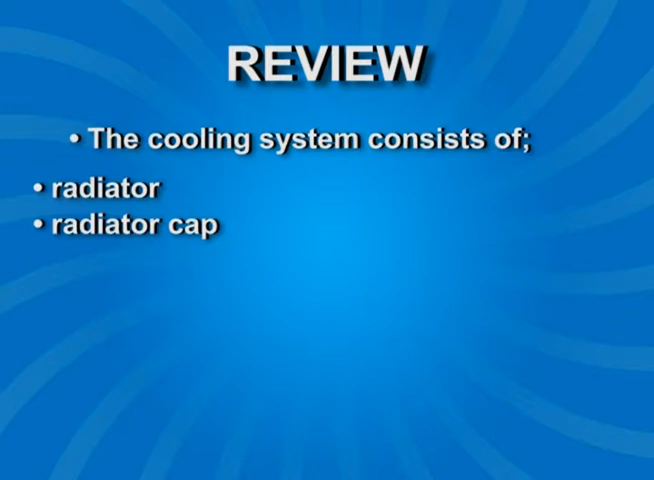 REVIEW
• The cooling system consists of;
• radiator
• radiator cap